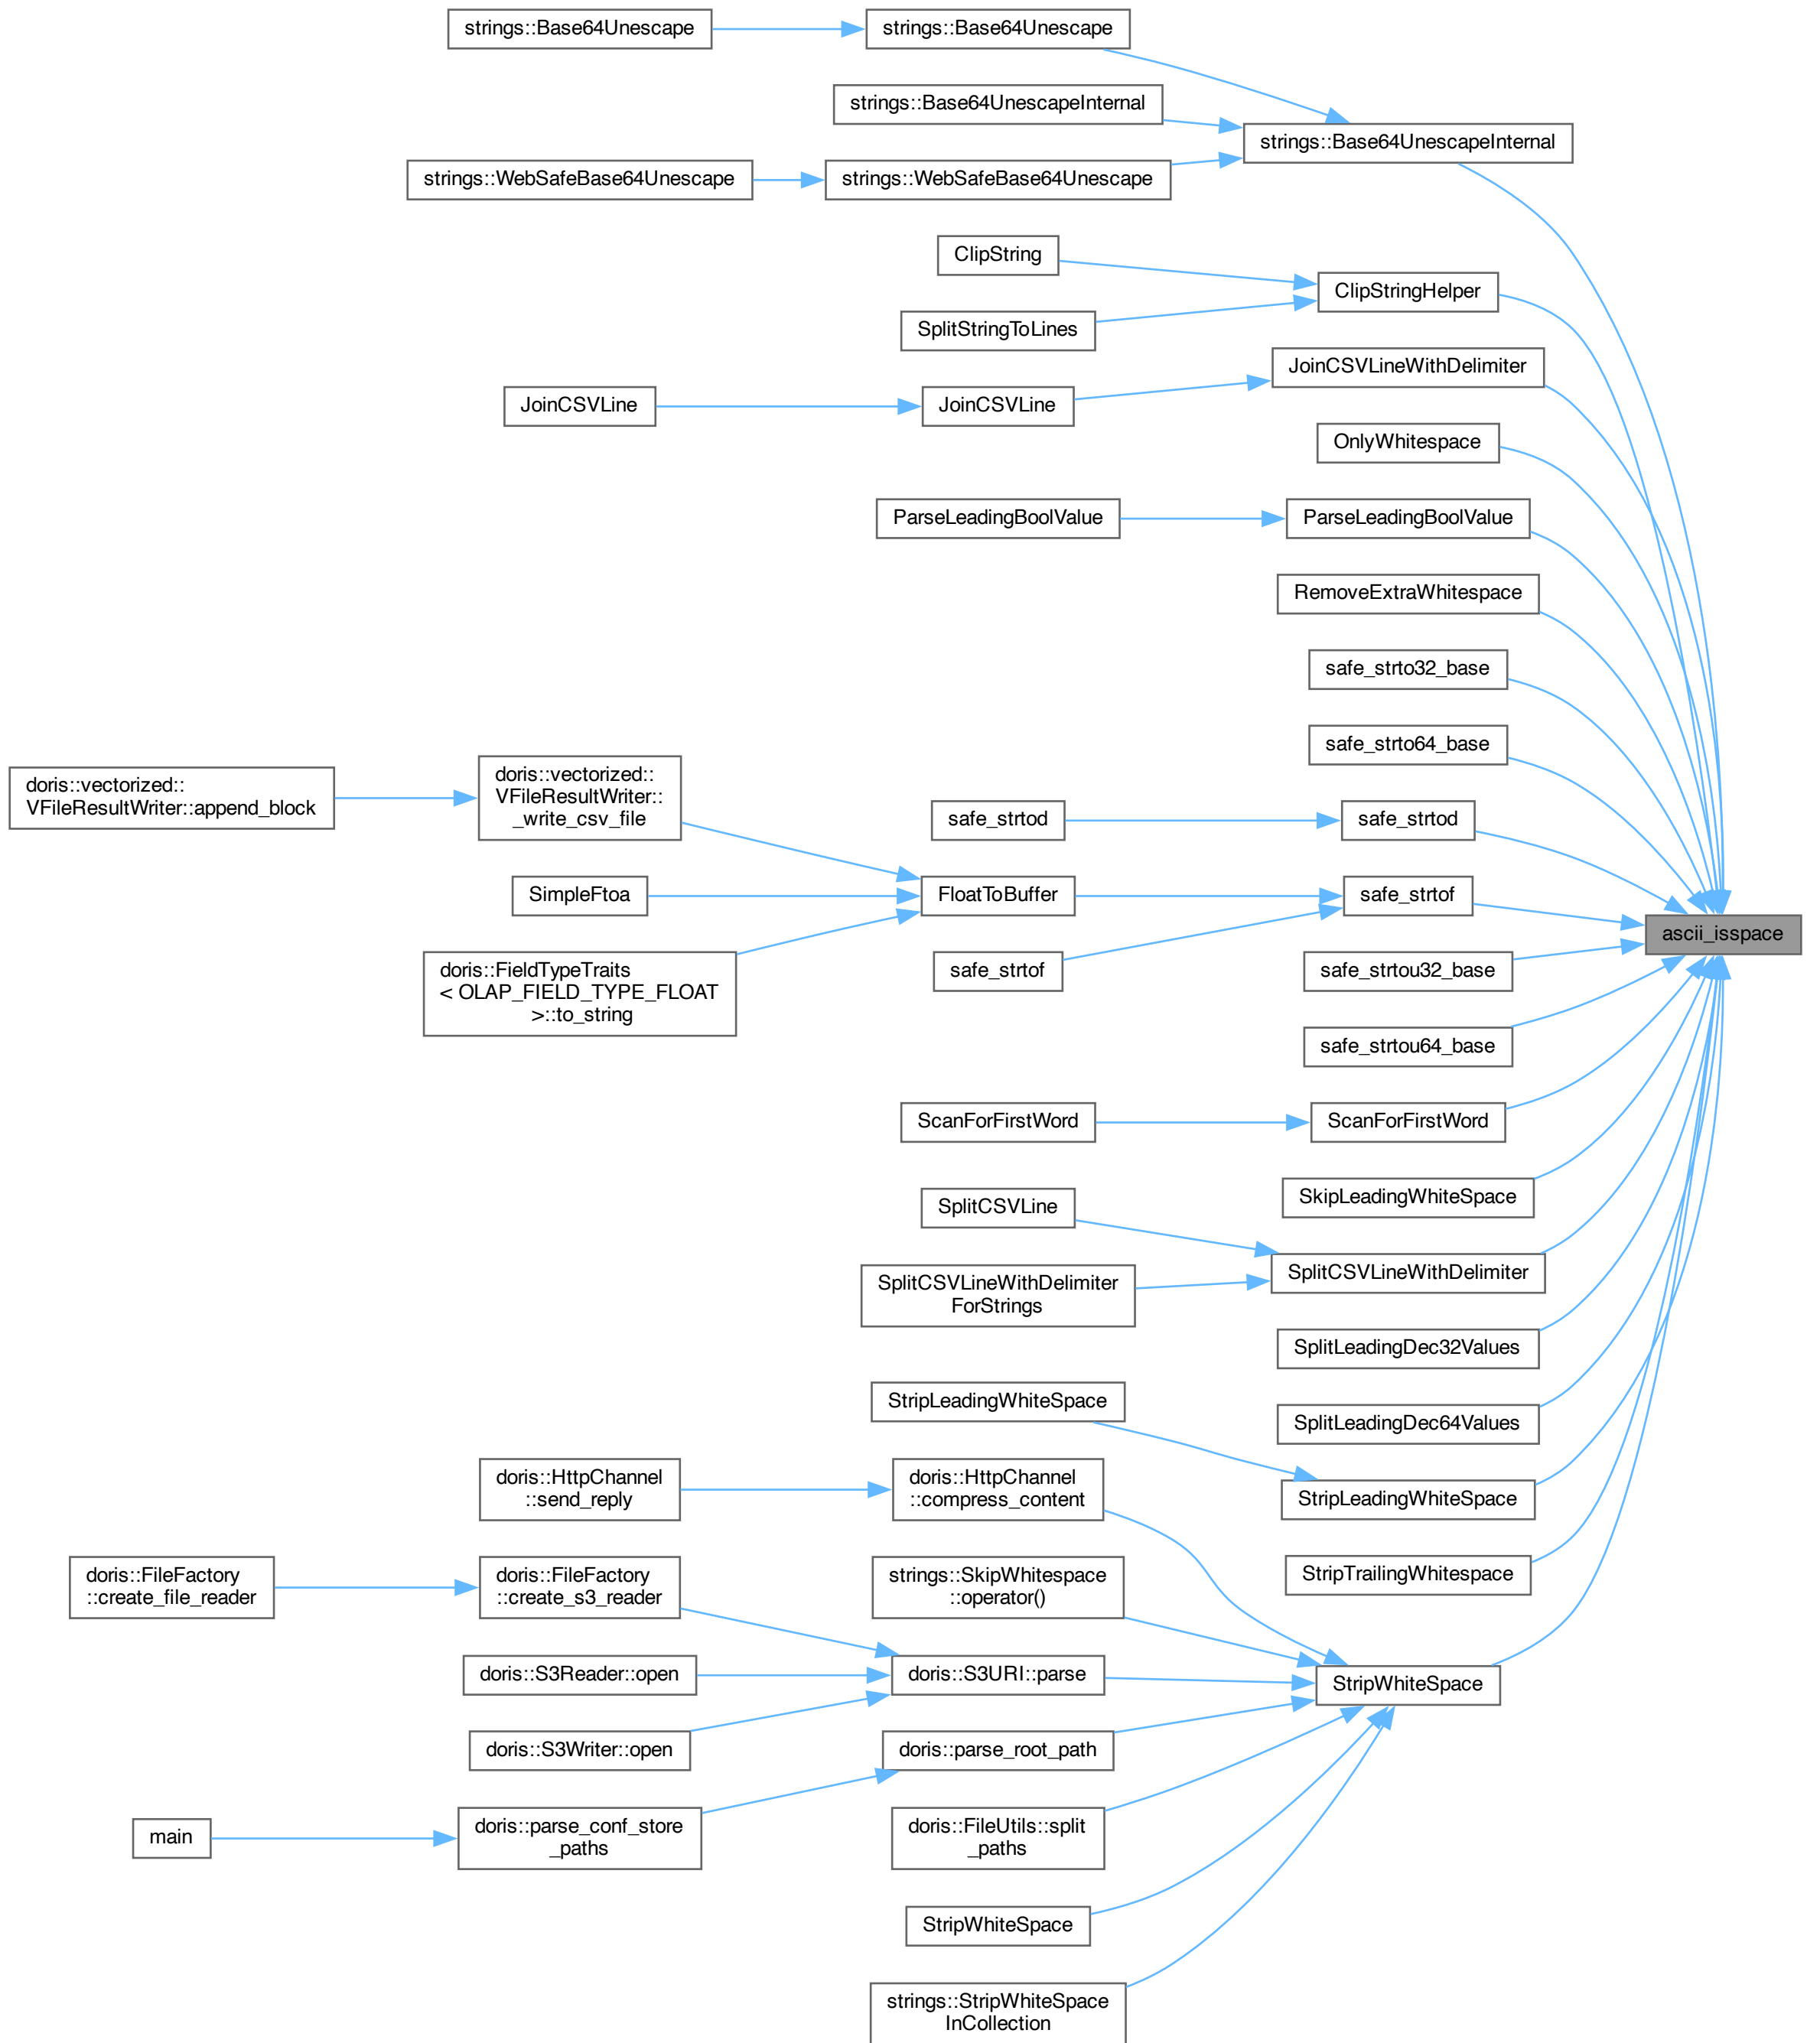 strings::Base64Unescape
strings::Base64Unescape
strings::Base64UnescapeInternal
strings::Base64UnescapeInternal
strings::WebSafeBase64Unescape
strings::WebSafeBase64Unescape
ClipString
ClipStringHelper
SplitStringToLines
JoinCSVLineWithDelimiter
JoinCSVLine
JoinCSVLine
OnlyWhitespace
ParseLeadingBoolValue
ParseLeadingBoolValue
RemoveExtraWhitespace
safe_strto32_base
safe_strto64_base
doris::vectorized::
VFileResultWriter::append_block
doris::vectorized::
VFileResultWriter::
_write_csv_file
safe_strtod
safe_strtod
SimpleFtoa
FloatToBuffer
safe_strtof
ascii_isspace
doris::FieldTypeTraits
< OLAP_FIELD_TYPE_FLOAT
>::to_string
safe_strtof
safe_strtou32_base
safe_strtou64_base
ScanForFirstWord
ScanForFirstWord
SkipLeadingWhiteSpace
SplitCSVLine
SplitCSVLineWithDelimiter
SplitCSVLineWithDelimiter
ForStrings
SplitLeadingDec32Values
StripLeadingWhiteSpace
SplitLeadingDec64Values
doris::HttpChannel
::send_reply
doris::HttpChannel
::compress_content
StripLeadingWhiteSpace
doris::FileFactory
::create_file_reader
doris::FileFactory
::create_s3_reader
strings::SkipWhitespace
::operator()
StripTrailingWhitespace
doris::S3Reader::open
doris::S3URI::parse
StripWhiteSpace
doris::S3Writer::open
doris::parse_root_path
main
doris::parse_conf_store
_paths
doris::FileUtils::split
_paths
StripWhiteSpace
strings::StripWhiteSpace
InCollection